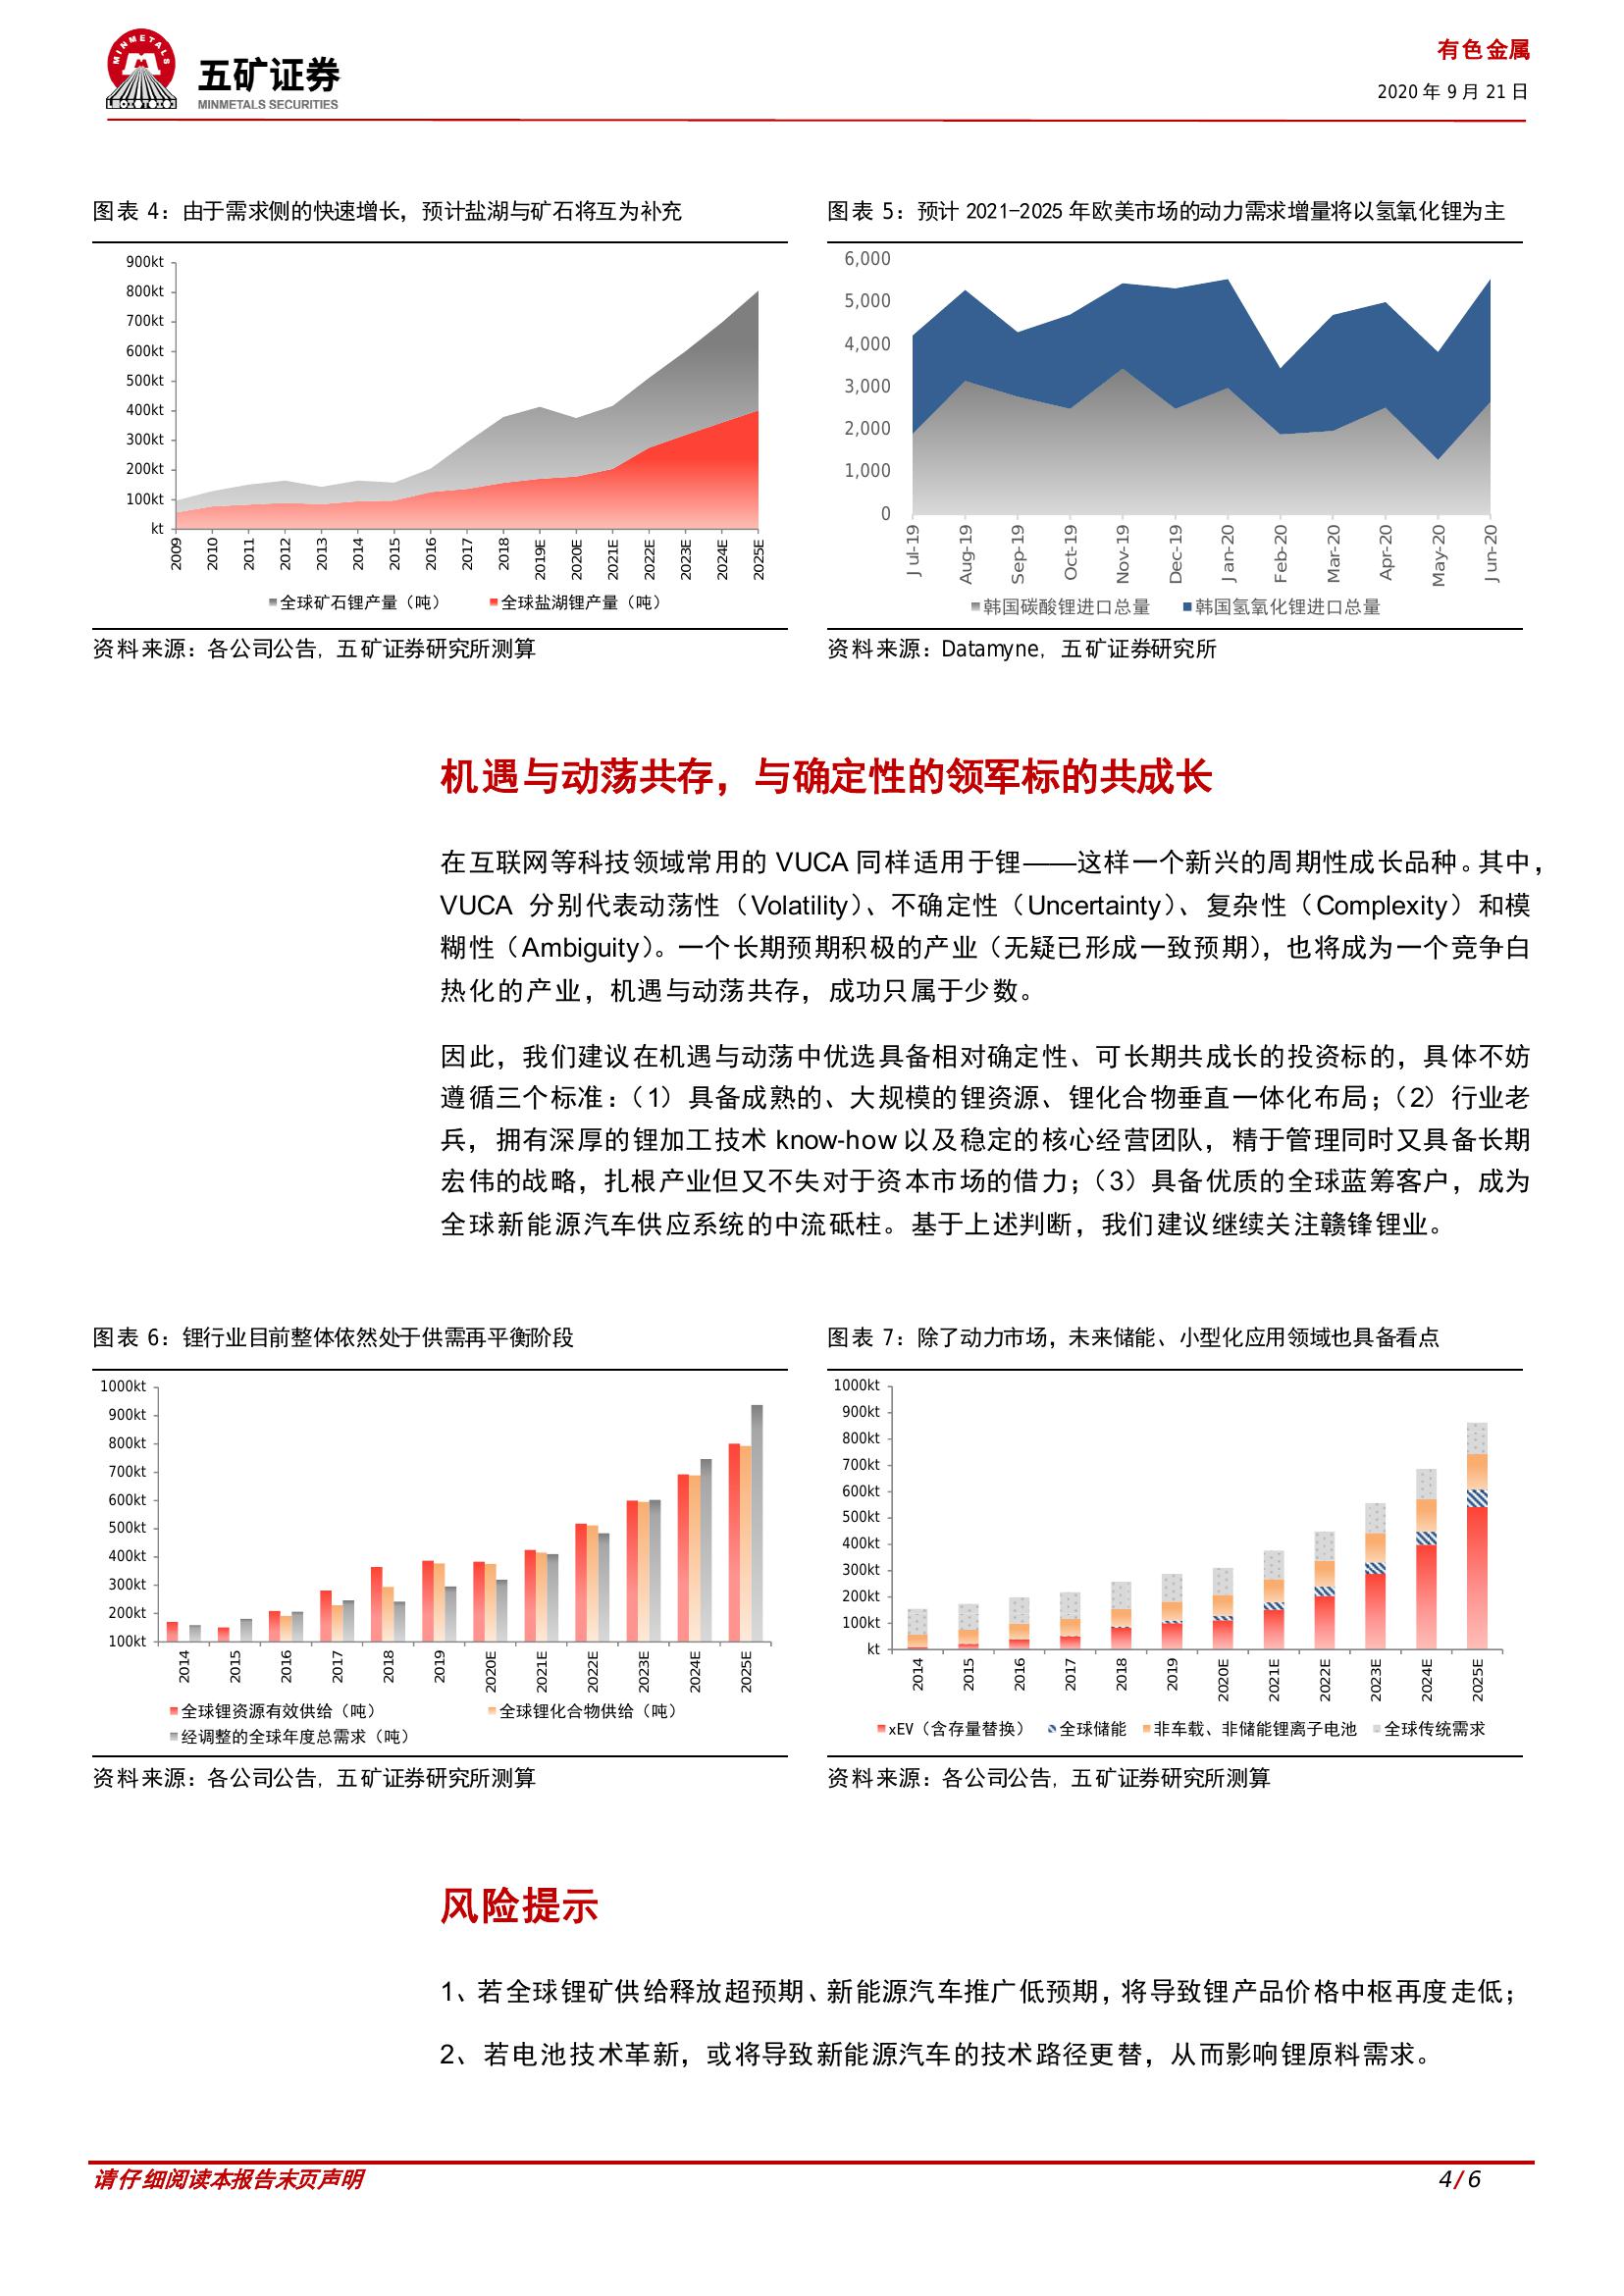 MINMETALS
五矿证券
MINMETALS SECURITIES
有色金属
2020 年 9 月 21 日
图表 4：由于需求侧的快速增长，预计盐湖与矿石将互为补充
900kt
800kt
700kt
600kt
500kt
400kt
300kt
200kt
100kt
kt
2009
2010
2011
2012
2013
2014
2015
2016
2017
2018
2019E
2020E
2021E
2022E
2023E
2024E
2025E
全球矿石锂产量（吨）
全球盐湖锂产量（吨）
资料来源：各公司公告，五矿证券研究所测算
图表 5：预计 2021-2025 年欧美市场的动力需求增量将以氢氧化锂为主
6,000
5,000
4,000
3,000
2,000
1,000
0
Jul-19
Aug-19
Sep-19
Oct-19
Nov-19
Dec-19
Jan-20
Feb-20
Mar-20
Apr-20
May-20
Jun-20
韩国碳酸锂进口总量
韩国氢氧化锂进口总量
资料来源：Datamyne，五矿证券研究所
机遇与动荡共存，与确定性的领军标的共成长
在互联网等科技领域常用的 VUCA 同样适用于锂——这样一个新兴的周期性成长品种。其中，
VUCA 分别代表动荡性（Volatility）、不确定性（Uncertainty）、复杂性（Complexity）和模
糊性（Ambiguity）。一个长期预期积极的产业（无疑已形成一致预期），也将成为一个竞争白
热化的产业，机遇与动荡共存，成功只属于少数。
因此，我们建议在机遇与动荡中优选具备相对确定性、可长期共成长的投资标的，具体不妨
遵循三个标准：（1）具备成熟的、大规模的锂资源、锂化合物垂直一体化布局；（2）行业老
兵，拥有深厚的锂加工技术 know-how 以及稳定的核心经营团队，精于管理同时又具备长期
宏伟的战略，扎根产业但又不失对于资本市场的借力；（3）具备优质的全球蓝筹客户，成为
全球新能源汽车供应系统的中流砥柱。基于上述判断，我们建议继续关注赣锋锂业。
图表 6：锂行业目前整体依然处于供需再平衡阶段
1000kt
900kt
800kt
700kt
600kt
500kt
400kt
300kt
200kt
100kt
2014
2015
2016
2017
2018
2019
2020E
2021E
2022E
2023E
2024E
2025E
全球锂资源有效供给（吨）
全球锂化合物供给（吨）
经调整的全球年度总需求（吨）
资料来源：各公司公告，五矿证券研究所测算
图表 7：除了动力市场，未来储能、小型化应用领域也具备看点
1000kt
900kt
800kt
700kt
600kt
500kt
400kt
300kt
200kt
100kt
kt
2014
2015
2016
2017
2018
2019
2020E
2021E
2022E
2023E
2024E
2025E
xEV（含存量替换）
全球储能
非车载、非储能锂离子电池
全球传统需求
资料来源：各公司公告，五矿证券研究所测算
风险提示
1、若全球锂矿供给释放超预期、新能源汽车推广低预期，将导致锂产品价格中枢再度走低；
2、若电池技术革新，或将导致新能源汽车的技术路径更替，从而影响锂原料需求。
请仔细阅读本报告末页声明
4/6